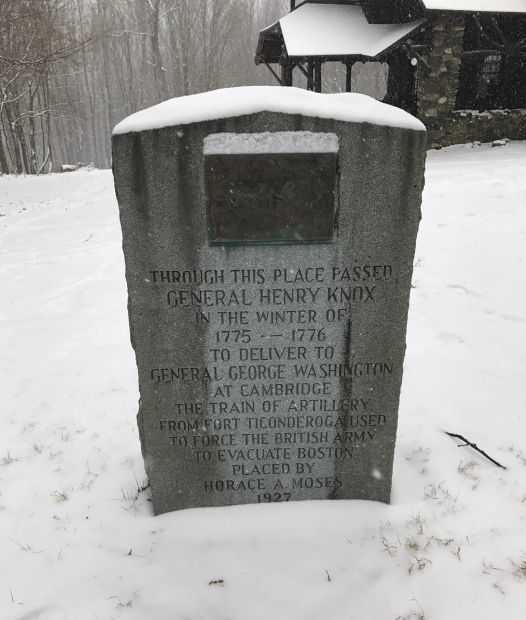 THROUGH THIS PLACE PASSED
GENERAL HENRY KNOX
IN THE WINTER OF
1775 -- 1776
TO DELIVER TO
GENERAL GEORGE WASHINGTON
AT CAMBRIDGE
THE TRAIN OF ARTILLERY
FROM FORT TICONDEROGA USED
TO FORCE THE BRITISH ARMY
TO EVACUATE BOSTON
PLACED BY
HORACE A. MOSES
1927